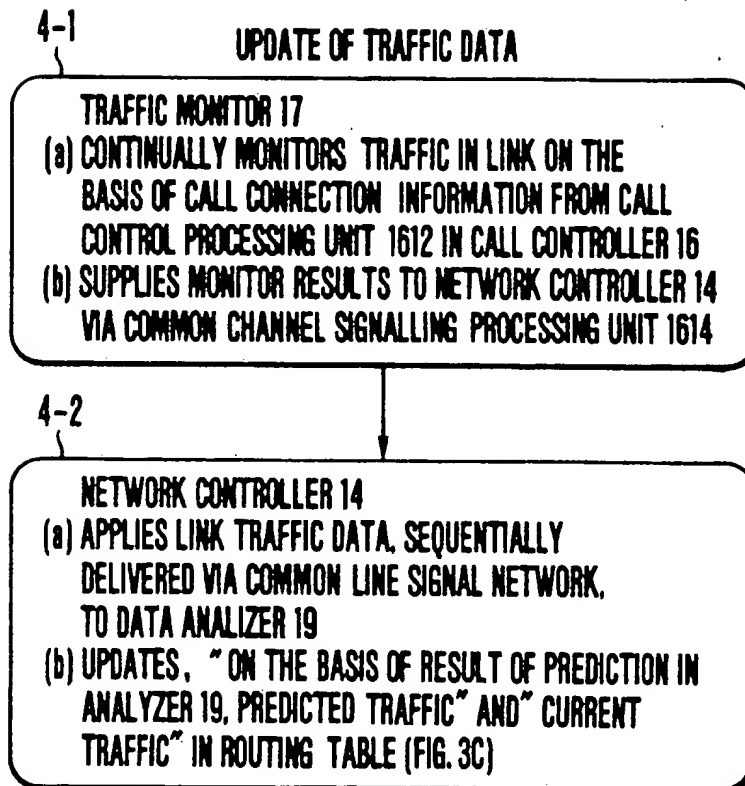 4-1
UPDATE OF TRAFFIC DATA
TRAFFIC MONITOR 17
(a) CONTINUALLY MONITORS TRAFFIC IN LINK ON THE
BASIS OF CALL CONNECTION INFORMATION FROM CALL
CONTROL PROCESSING UNIT 1612 IN CALL CONTROLLER 16
(b) SUPPLIES MONITOR RESULTS TO NETWORK CONTROLLER 14
VIA COMMON CHANNEL SIGNALLING PROCESSING UNIT 1614
4-2
NETWORK CONTROLLER 14
(a) APPLIES LINK TRAFFIC DATA, SEQUENTIALLY
DELIVERED VIA COMMON LINE SIGNAL NETWORK,
TO DATA ANALIZER 19
(b) UPDATES, "ON THE BASIS OF RESULT OF PREDICTION IN
ANALYZER 19, PREDICTED TRAFFIC" AND" CURRENT
TRAFFIC" IN ROUTING TABLE (FIG. 3C)